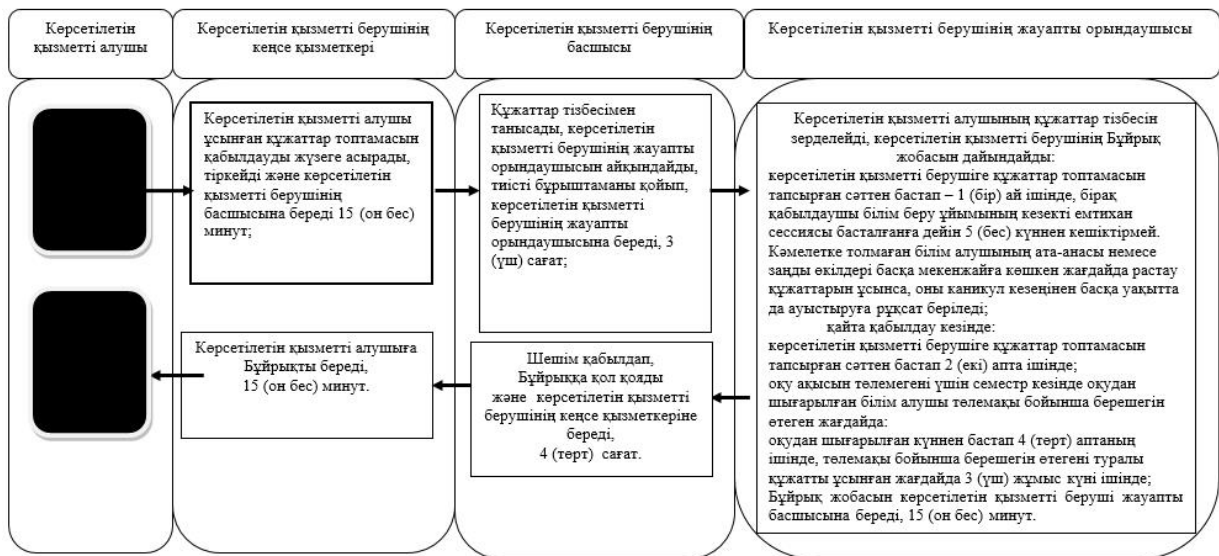 Көрсетілетін
қызметті алушы
Көрсетілетін қызметті берушінің
кеңсе қызметкері
Көрсетілетін қызметті берушінің
басшысы
Көрсетілетін қызметті берушінің жауапты орындаушысы
Көрсетілетін қызметті алушы
ұсынған құжаттар топтамасын
қабылдауды жүзеге асырады,
тіркейді және көрсетілетін
қызметті берушінің
басшысына береді 15 (он бес)
минут;
Құжаттар тізбесімен
танысады, көрсетілетін
қызметті берушінің жауапты
орындаушысын айқындайды,
тиісті бұрыштаманы қойып,
көрсетілетін қызметті
берушінің жауапты
орындаушысына береді, 3
(үш) сағат;
Көрсетілетін қызметті алушының құжаттар тізбесін
зерделейді, көрсетілетін қызметті берушінің Бұйрық
жобасын дайындайды:
көрсетілетін қызметті берушіге құжаттар топтамасын
тапсырған сәттен бастап – 1 (бір) ай ішінде, бірақ
қабылдаушы білім беру ұйымының кезекті емтихан
сессиясы басталғанға дейін 5 (бес) күннен кешіктірмей.
Кәмелетке толмаған білім алушының ата-анасы немесе
заңды өкілдері басқа мекенжайға көшкен жағдайда растау
құжаттарын ұсынса, оны каникул кезеңінен басқа уақытта
да ауыстыруға рұқсат беріледі;
қайта қабылдау кезінде:
көрсетілетін қызметті берушіге құжаттар топтамасын
тапсырған сәттен бастап 2 (екі) апта ішінде;
оқу ақысын төлемегені үшін семестр кезінде оқудан
шығарылған білім алушы төлемақы бойынша берешегін
өтеген жағдайда:
оқудан шығарылған күннен бастап 4 (төрт) аптаның
ішінде, төлемақы бойынша берешегін өтегені туралы
құжатты ұсынған жағдайда 3 (үш) жұмыс күні ішінде;
Бұйрық жобасын көрсетілетін қызметті беруші жауапты
басшысына береді, 15 (он бес) минут.
Шешім қабылдап,
Бұйрыққа қол қояды
және көрсетілетін қызметті
берушінің кеңсе қызметкеріне
береді,
4 (төрт) сағат.
Көрсетілетін қызметті алушыға
Бұйрықты береді,
15 (он бес) минут.